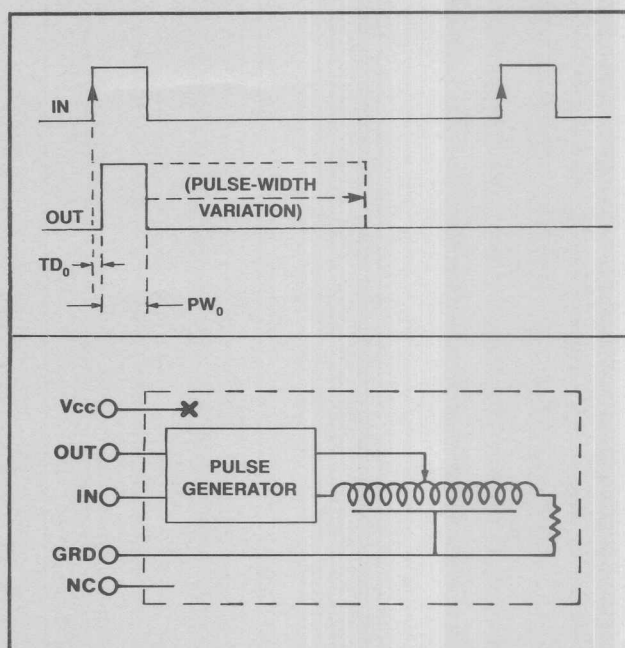 IN
(PULSE-WIDTH
VARIATION)
OUT
TD₀
PW₀
Vcc
OUT
PULSE
GENERATOR
IN
GRD
NC